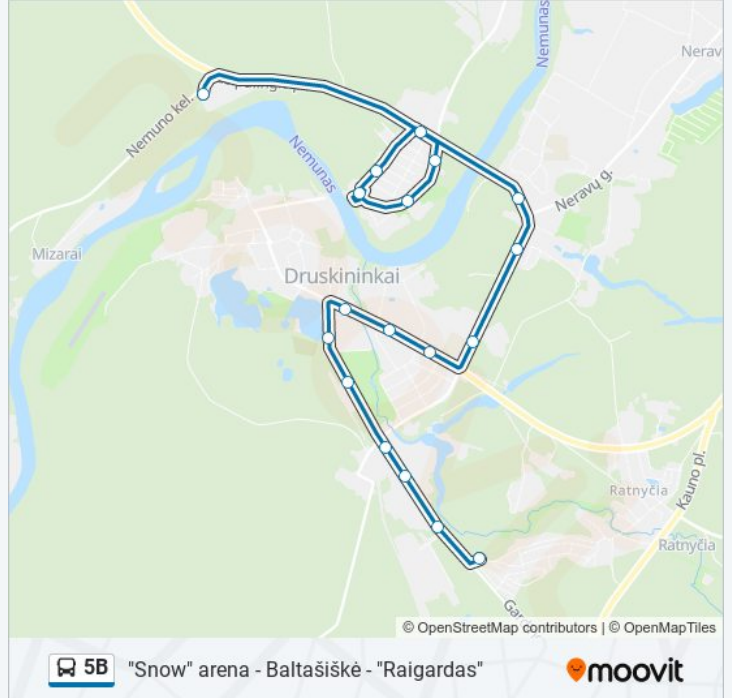 Nemunas
Nerav
Nemuno kel.
Nemunas
Neravų g.
Mizarai
Druskininkai
Kauno pl.
Ratnyčia
Ratnyčia
© OpenStreetMap contributors | © OpenMapTiles
5B "Snow" arena - Baltašiškė - "Raigardas"
moovit